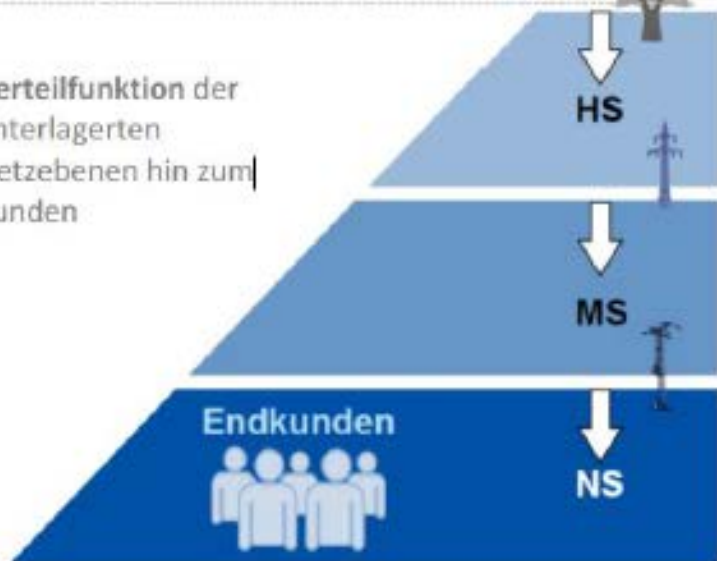 erteilfunktion der
nterlagerten
etzebenen hin zum
unden
HS
MS
Endkunden
NS